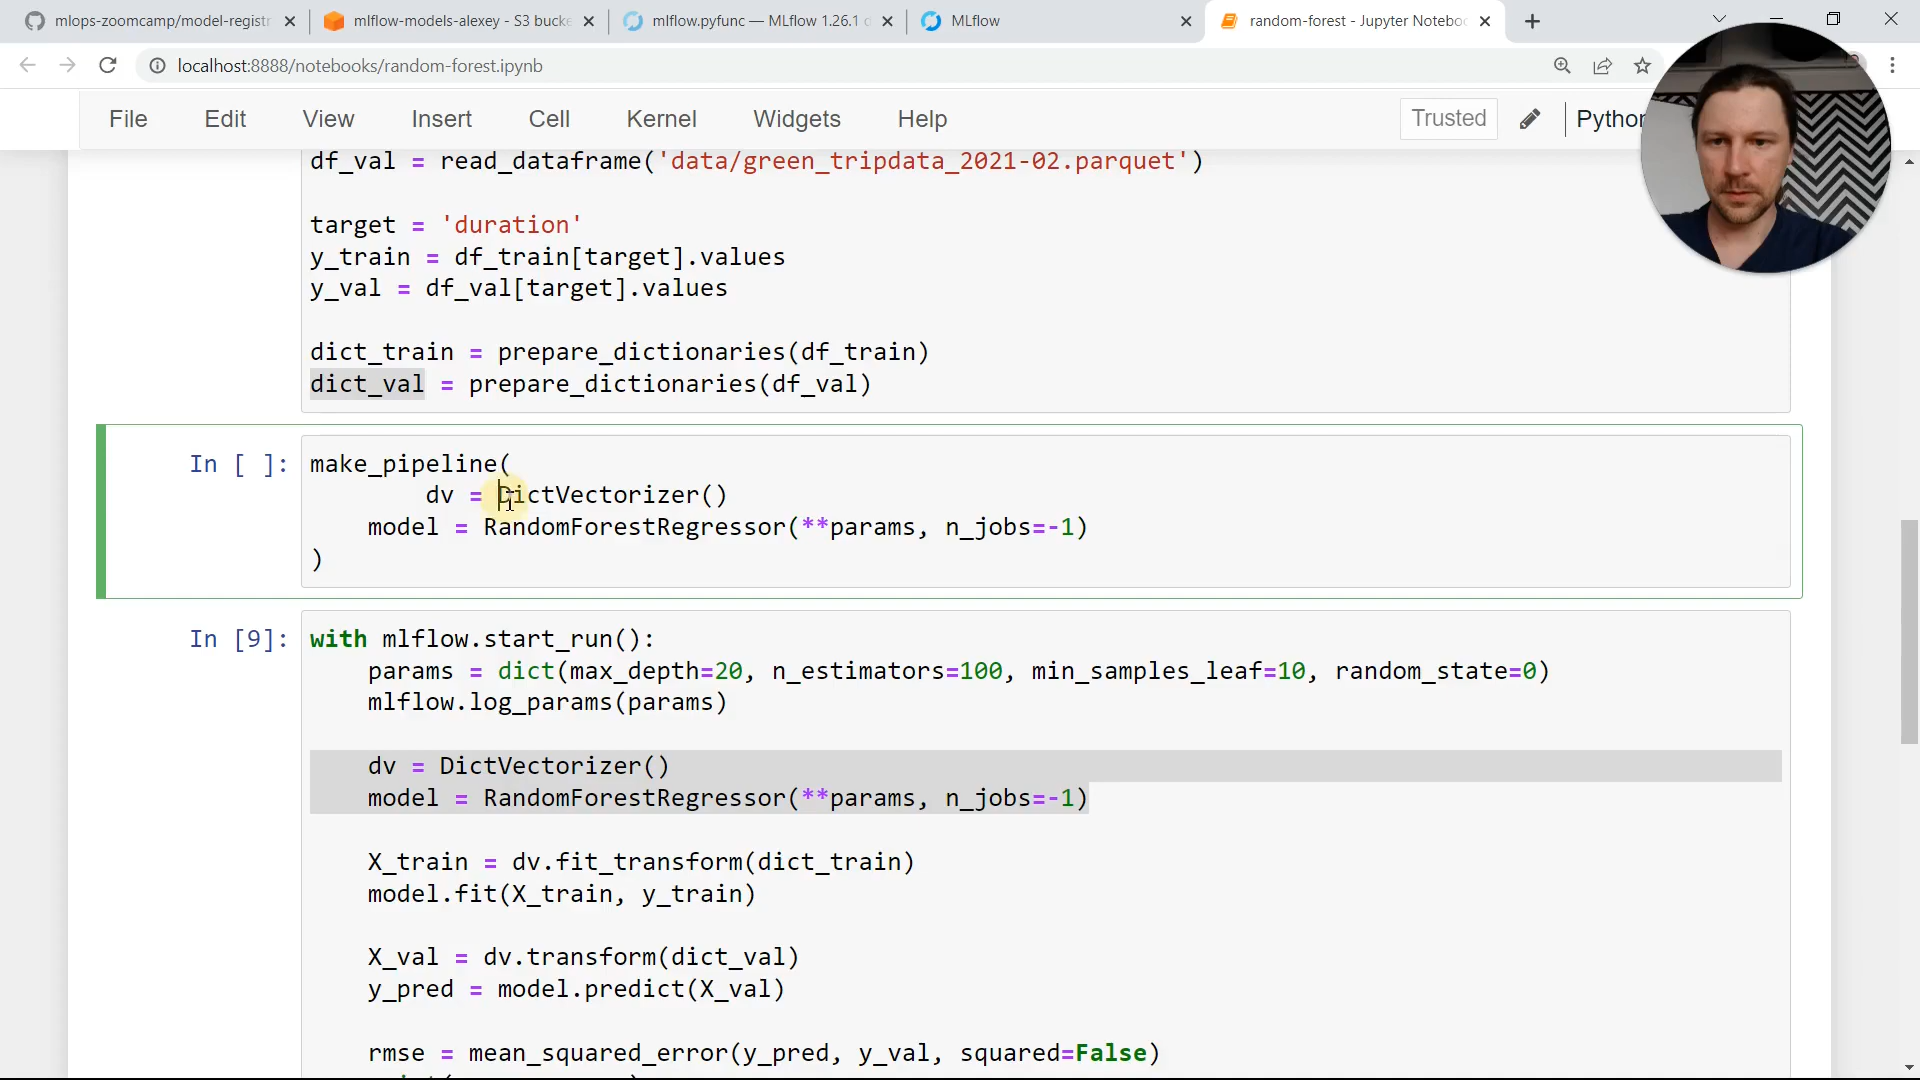 mlops-zoomcamp/model-registr
mlflow-models-alexey - S3 bucke
mlflow.pyfunc — MLflow 1.26.1 d
MLflow
random-forest - Jupyter Noteboo
localhost:8888/notebooks/random-forest.ipynb
File Edit View Insert Cell Kernel Widgets Help Trusted Python
df_val = read_dataframe('data/green_tripdata_2021-02.parquet')
target = 'duration'
y_train = df_train[target].values
y_val = df_val[target].values
dict_train = prepare_dictionaries(df_train)
dict_val = prepare_dictionaries(df_val)
In [ ]: make_pipeline(
dv = DictVectorizer()
model = RandomForestRegressor(**params, n_jobs=-1)
)
In [9]: with mlflow.start_run():
params = dict(max_depth=20, n_estimators=100, min_samples_leaf=10, random_state=0)
mlflow.log_params(params)
dv = DictVectorizer()
model = RandomForestRegressor(**params, n_jobs=-1)
X_train = dv.fit_transform(dict_train)
model.fit(X_train, y_train)
X_val = dv.transform(dict_val)
y_pred = model.predict(X_val)
rmse = mean_squared_error(y_pred, y_val, squared=False)